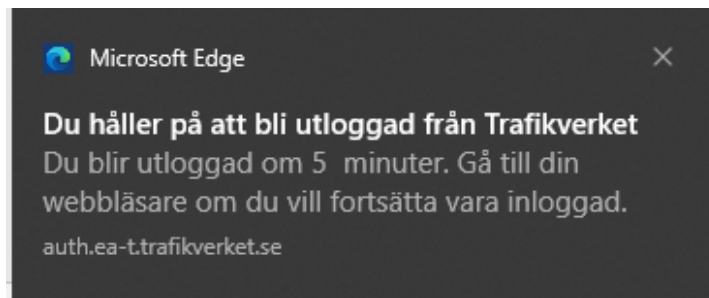 Microsoft Edge
Du håller på att bli utloggad från Trafikverket
Du blir utloggad om 5  minuter. Gå till din
webbläsare om du vill fortsätta vara inloggad.
auth.ea-t.trafikverket.se